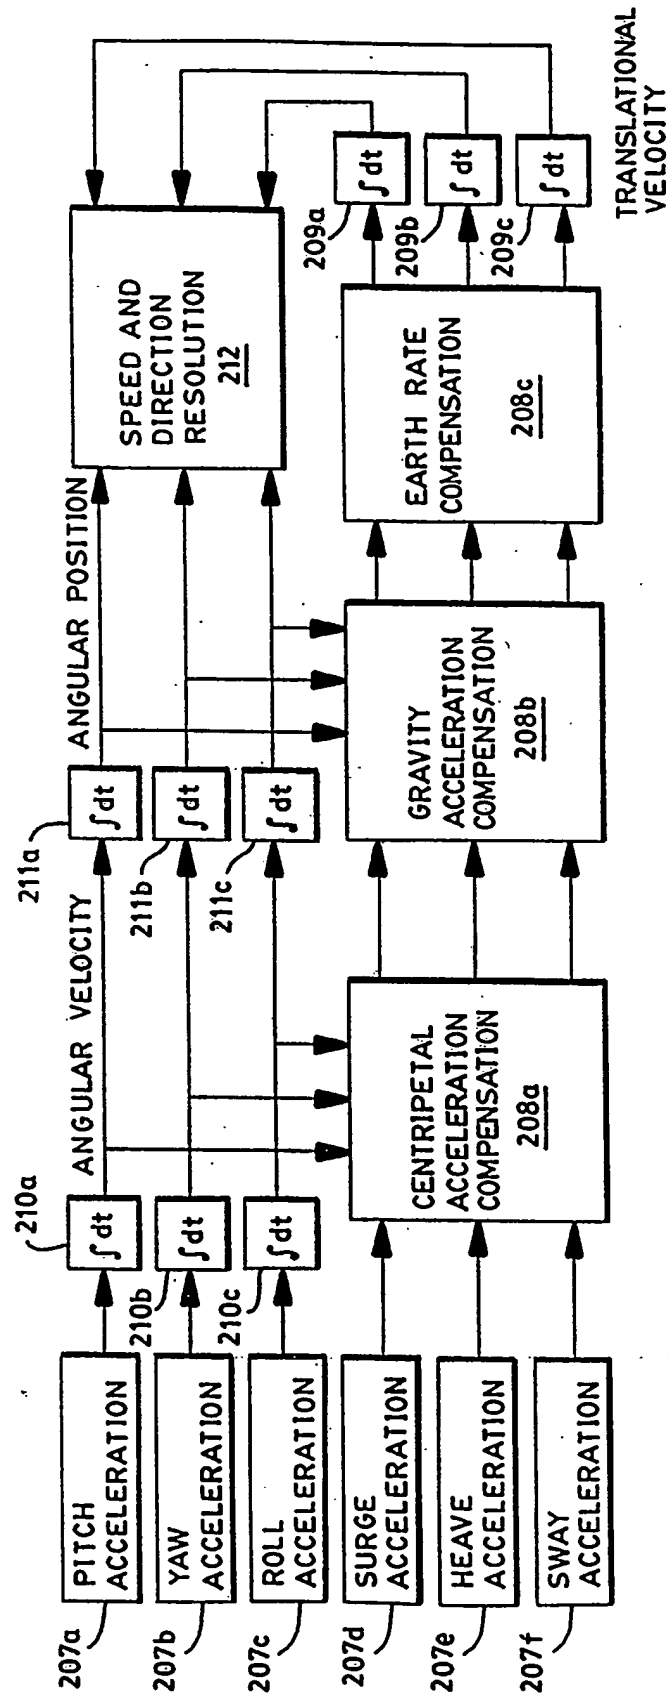 207a
PITCH
ACCELERATION
207b
YAW
ACCELERATION
207c
ROLL
ACCELERATION
207d
SURGE
ACCELERATION
207e
HEAVE
ACCELERATION
207f
SWAY
ACCELERATION
210a
∫dt
210b
∫dt
210c
∫dt
ANGULAR VELOCITY
CENTRIPETAL
ACCELERATION
COMPENSATION
208a
211a
∫dt
211b
∫dt
211c
∫dt
ANGULAR POSITION
GRAVITY
ACCELERATION
COMPENSATION
208b
SPEED AND
DIRECTION
RESOLUTION
212
EARTH RATE
COMPENSATION
208c
209a
∫dt
209b
∫dt
209c
∫dt
TRANSLATIONAL
VELOCITY